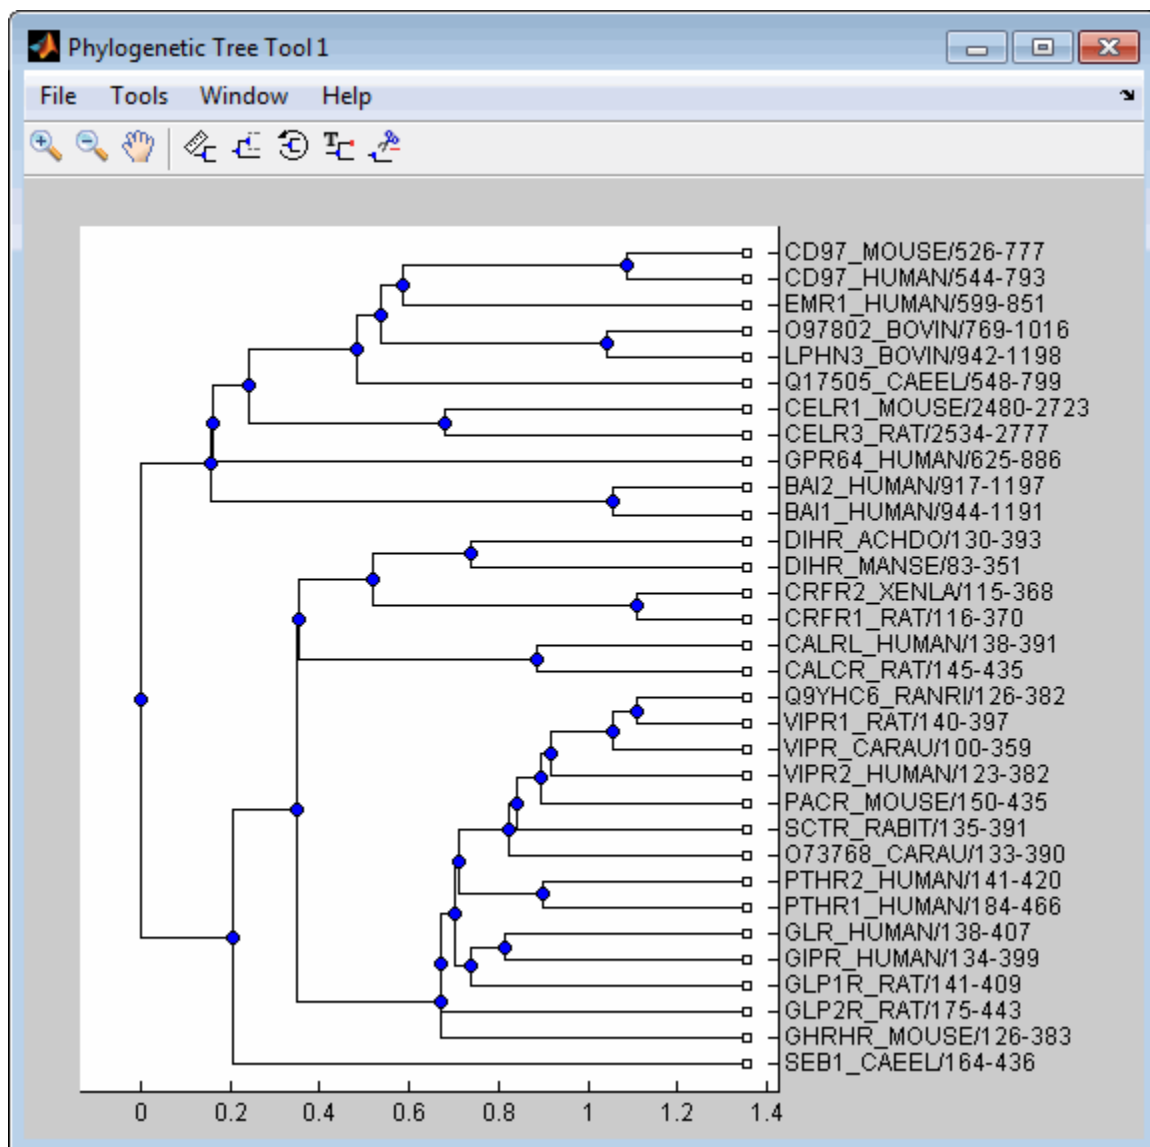 Phylogenetic Tree Tool 1
File Tools Window Help
CD97_MOUSE/526-777
CD97_HUMAN/544-793
EMR1_HUMAN/599-851
O97802_BOVIN/769-1016
LPHN3_BOVIN/942-1198
Q17505_CAEEL/548-799
CELR1_MOUSE/2480-2723
CELR3_RAT/2534-2777
GPR64_HUMAN/625-886
BAI2_HUMAN/917-1197
BAI1_HUMAN/944-1191
DIHR_ACHDO/130-393
DIHR_MANSE/83-351
CRFR2_XENLA/115-368
CRFR1_RAT/116-370
CALRL_HUMAN/138-391
CALCR_RAT/145-435
Q9YHC6_RANRI/126-382
VIPR1_RAT/140-397
VIPR_CARAU/100-359
VIPR2_HUMAN/123-382
PACR_MOUSE/150-435
SCTR_RABIT/135-391
O73768_CARAU/133-390
PTHR2_HUMAN/141-420
PTHR1_HUMAN/184-466
GLR_HUMAN/138-407
GIPR_HUMAN/134-399
GLP1R_RAT/141-409
GLP2R_RAT/175-443
GHRHR_MOUSE/126-383
SEB1_CAEEL/164-436
0 0.2 0.4 0.6 0.8 1 1.2 1.4